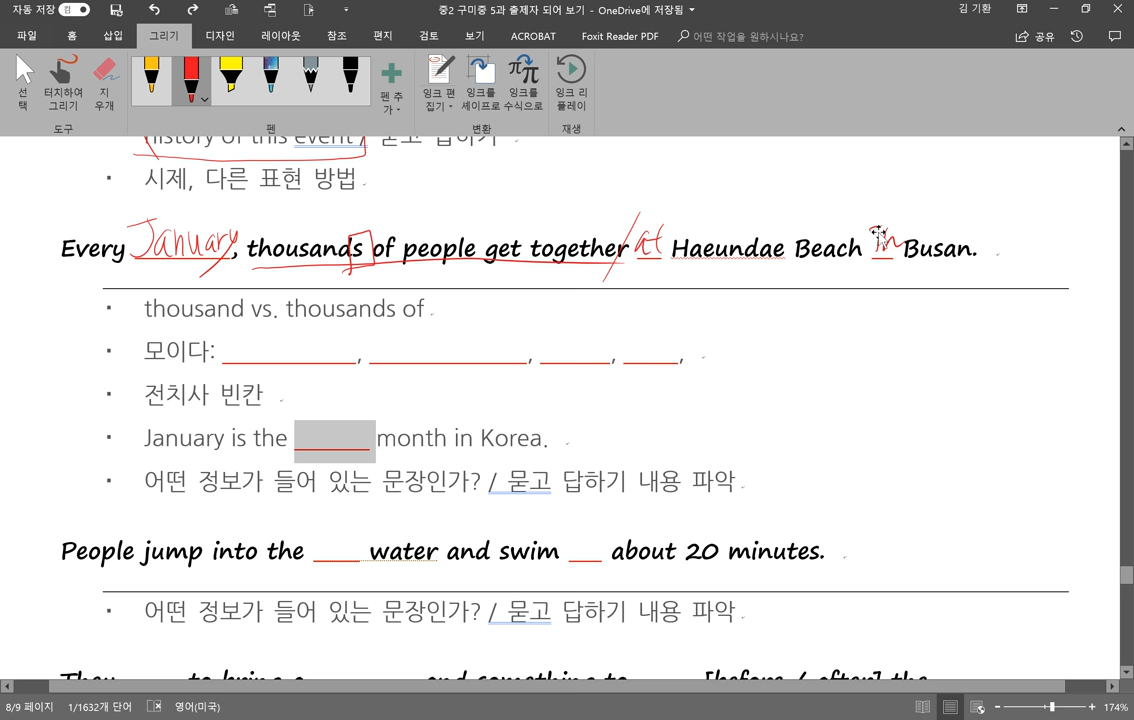 자동 저장 컴 중2 구미중 5과 출제자 되어 보기 - OneDrive에 저장됨 김 기환
파일 홈 삽입 그리기 디자인 레이아웃 참조 편지 검토 보기 ACROBAT Foxit Reader PDF 어떤 작업을 원하시나요? 공유
선택 터치하여 그리기 지우개 펜 추가 잉크 편집기 잉크를 셰이프로 잉크를 수식으로 잉크 리플레이
도구 펜 변환 재생
history of this event / 묻고 답하기
시제, 다른 표현 방법
Every January, thousands of people get together at Haeundae Beach in Busan.
thousand vs. thousands of
모이다: , , , ,
전치사 빈칸
January is the month in Korea.
어떤 정보가 들어 있는 문장인가? / 묻고 답하기 내용 파악
People jump into the water and swim about 20 minutes.
어떤 정보가 들어 있는 문장인가? / 묻고 답하기 내용 파악
They to bring a and something to [before / after] the
8/9 페이지 1/1632개 단어 영어(미국) 174%